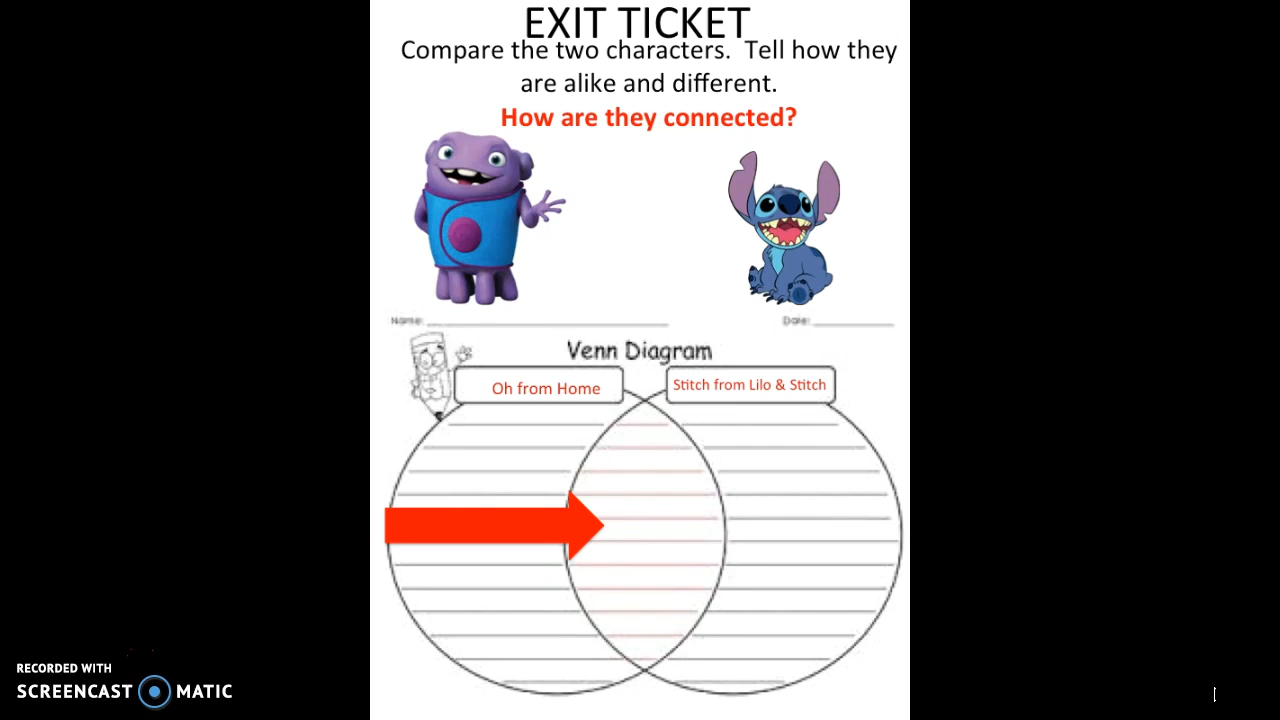 EXIT TICKET
Compare the two characters. Tell how they
are alike and different.
How are they connected?
Name:
Date:
Venn Diagram
Oh from Home
Stitch from Lilo & Stitch
RECORDED WITH
SCREENCAST MATIC